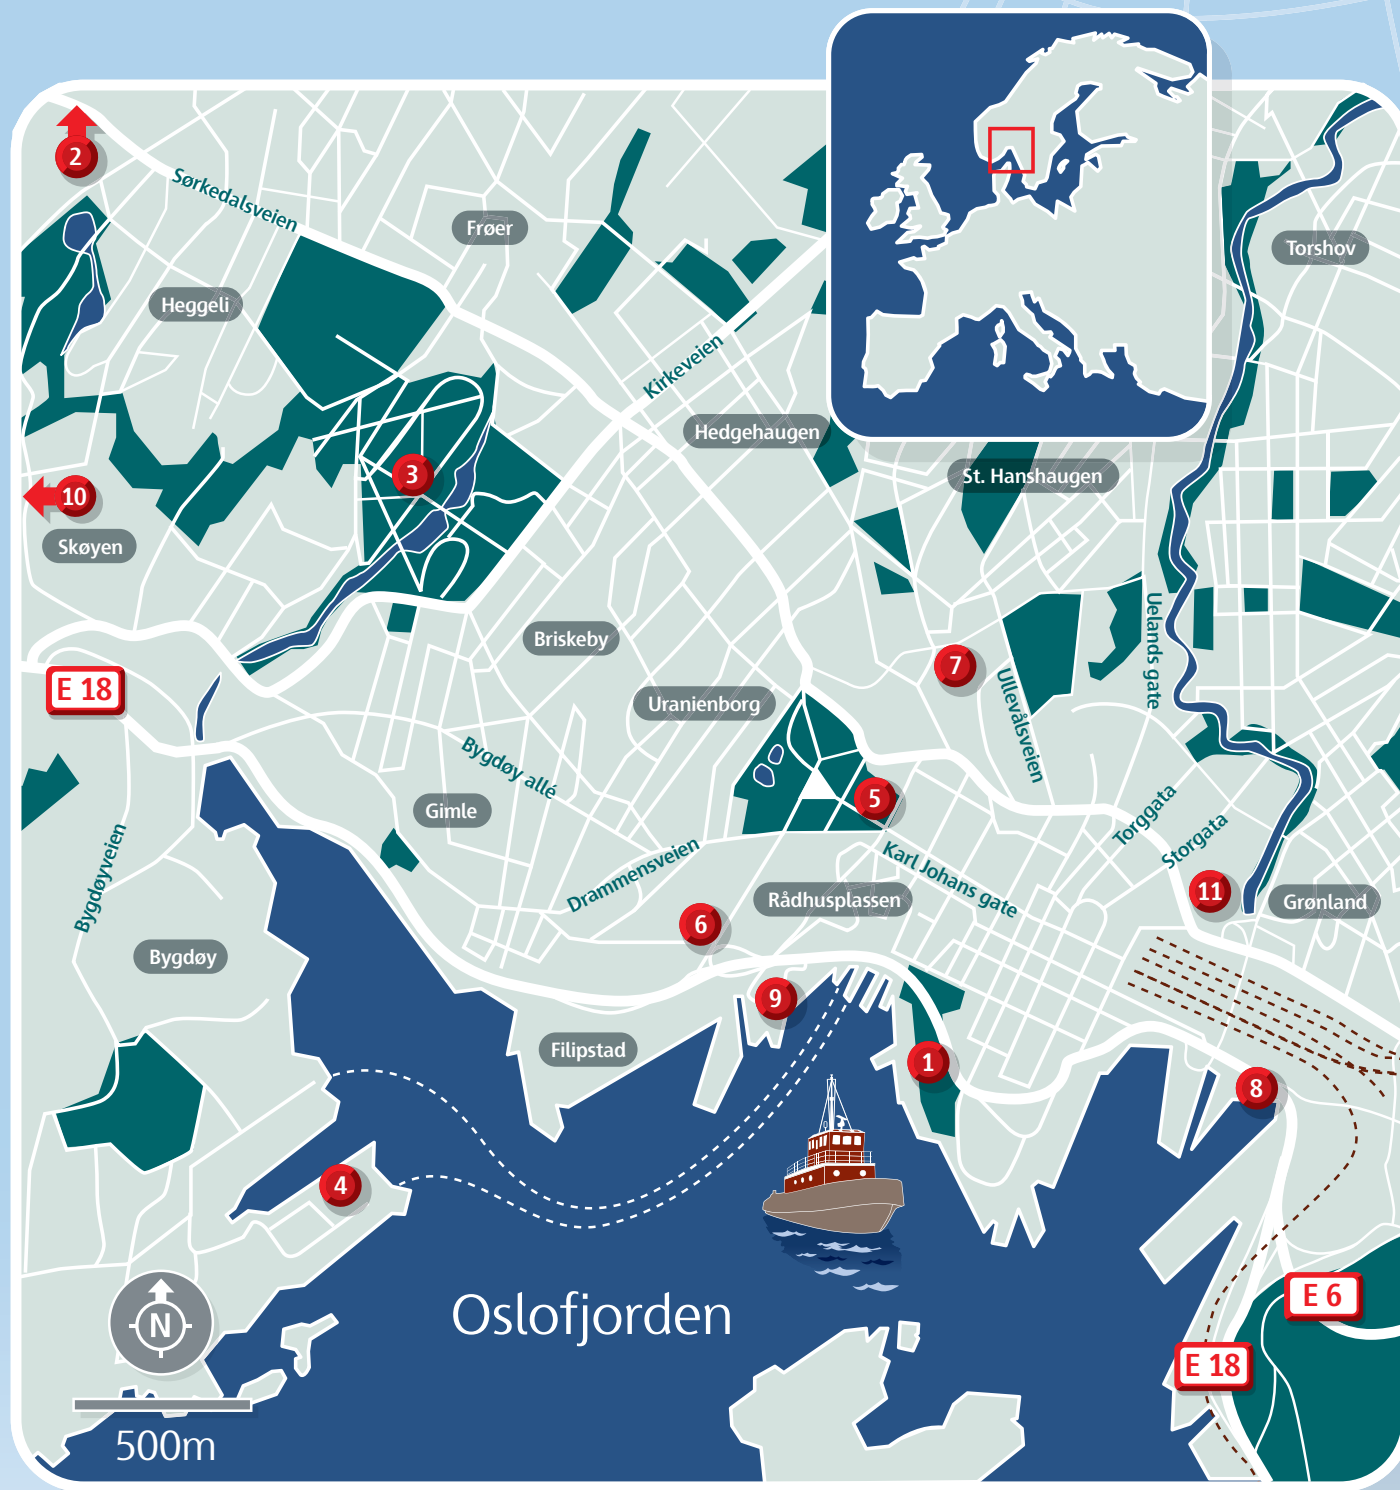 2
Sørkedalsveien
Frøer
Torshov
Heggeli
Kirkeveien
Hedgehaugen
3
St. Hanshaugen
10
Skøyen
Uelands gate
Briskeby
7
E 18
Uranienborg
Ullevålsveien
Bygdøy allé
5
Gimle
Torggata
Storgata
Bygdøyveien
Drammensveien
Karl Johans gate
11
Rådhusplassen
Grønland
6
Bygdøy
9
Filipstad
1
8
4
E 6
Oslofjorden
N
E 18
500m